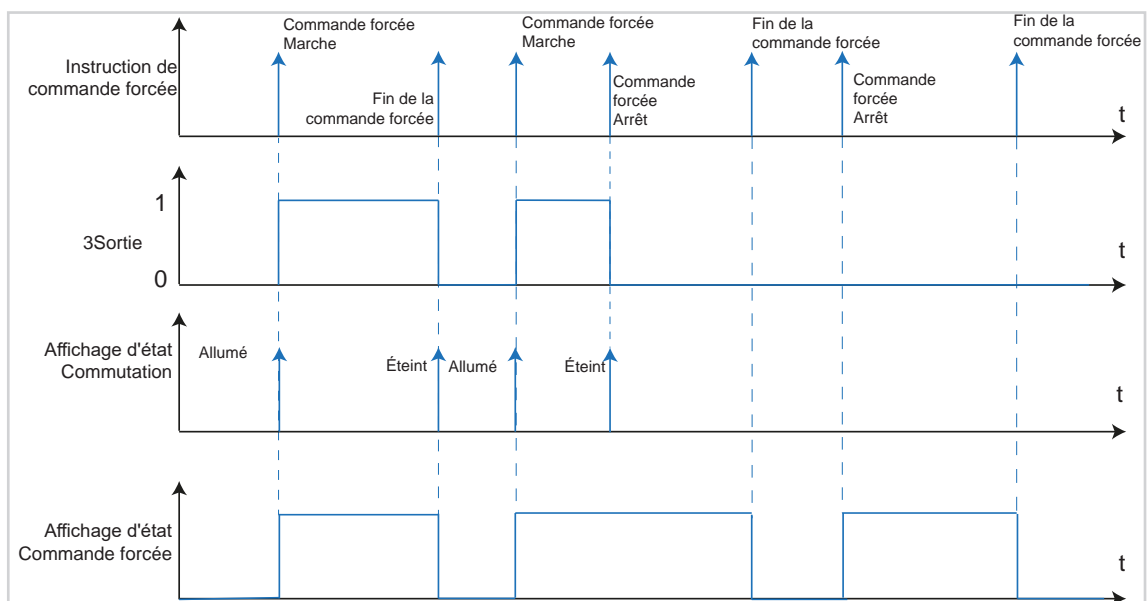 Commande forcée
Marche
Commande forcée
Marche
Fin de la
commande forcée
Fin de la
commande forcée
Instruction de
commande forcée
Fin de la
commande forcée
Commande
forcée
Arrêt
Commande
forcée
Arrêt
t
1
3Sortie
0
t
Affichage d'état
Commutation
Allumé
Éteint
Allumé
Éteint
t
Affichage d'état
Commande forcée
t